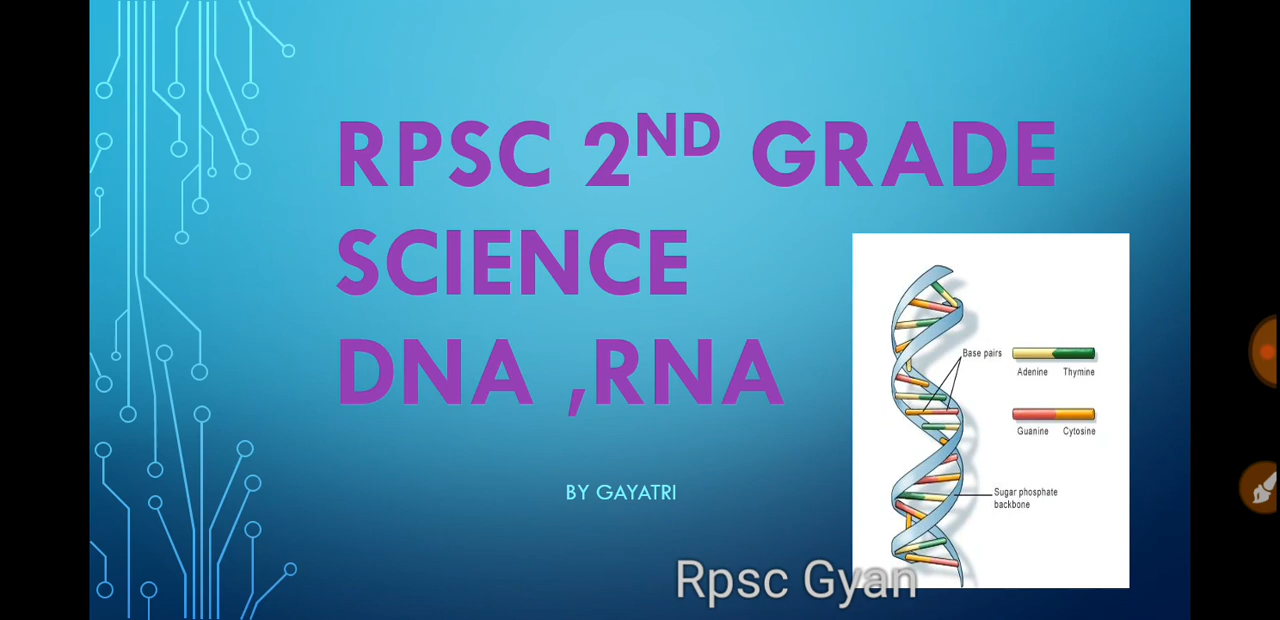 RPSC 2ND GRADE
SCIENCE
DNA ,RNA
BY GAYATRI
Base pairs
Adenine Thymine
Guanine Cytosine
Sugar phosphate
backbone
Rpsc Gyan